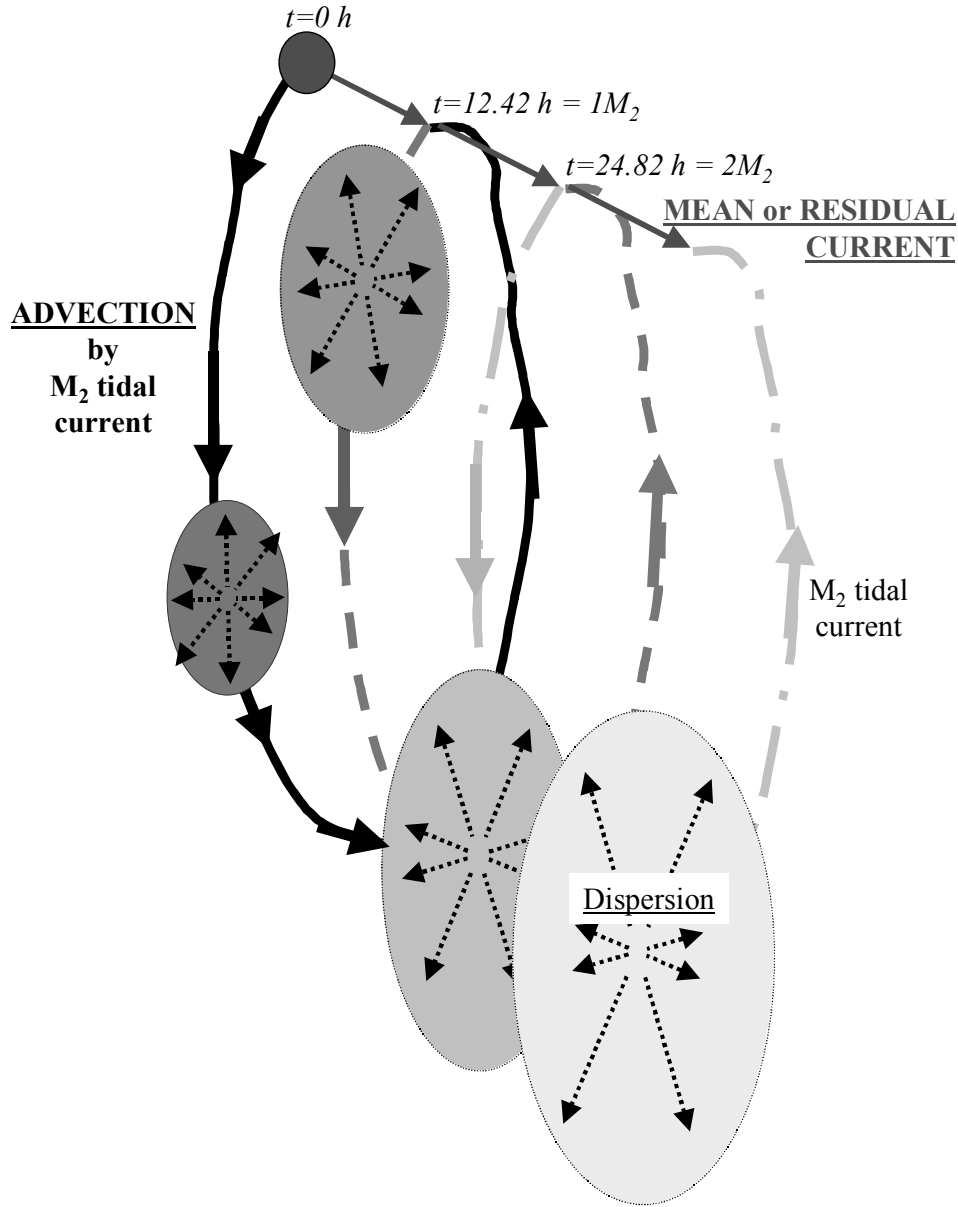 t=0 h
t=12.42 h = 1M₂
t=24.82 h = 2M₂
MEAN or RESIDUAL
CURRENT
ADVECTION
by
M₂ tidal
current
M₂ tidal
current
Dispersion